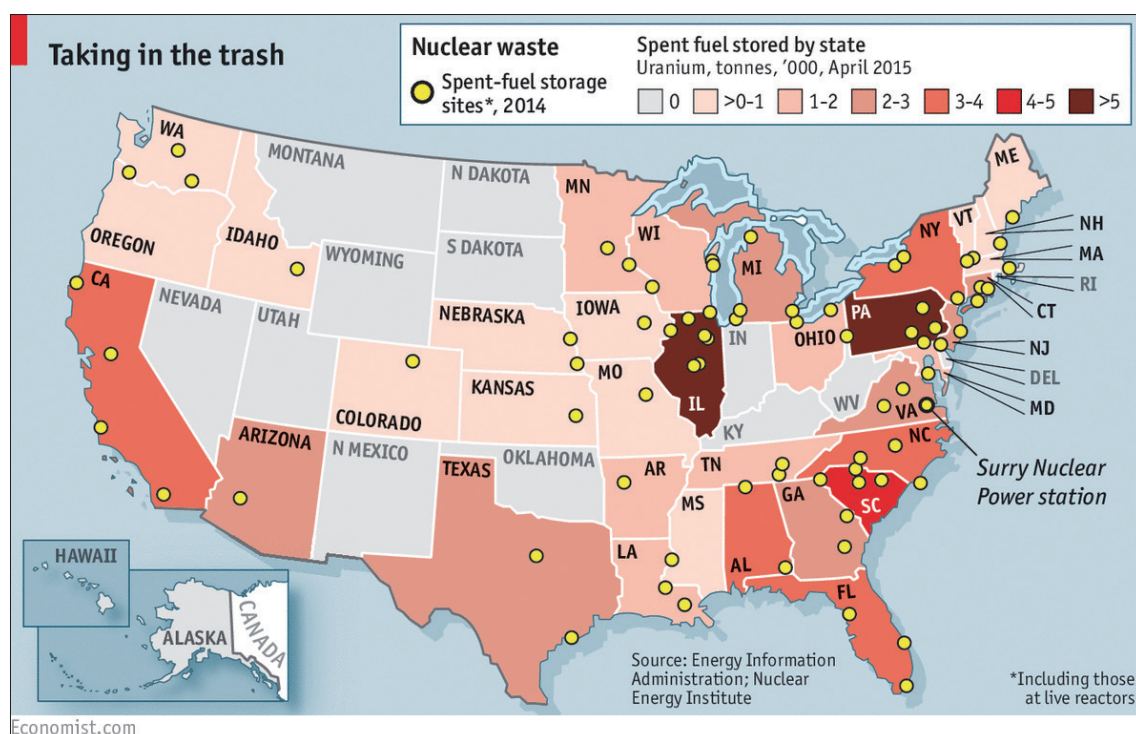 Taking in the trash
Nuclear waste
Spent-fuel storage
sites*, 2014
Spent fuel stored by state
Uranium, tonnes, ’000, April 2015
0
>0-1
1-2
2-3
3-4
4-5
>5
WA
MONTANA
N DAKOTA
MN
ME
OREGON
IDAHO
WYOMING
S DAKOTA
WI
MI
NY
VT
NH
MA
RI
CT
CA
NEVADA
UTAH
NEBRASKA
IOWA
IL
IN
OHIO
PA
NJ
DEL
MD
COLORADO
KANSAS
MO
KY
WV
VA
ARIZONA
N MEXICO
OKLAHOMA
TEXAS
AR
TN
NC
SC
Surry Nuclear
Power station
LA
MS
AL
GA
FL
HAWAII
ALASKA
CANADA
Source: Energy Information
Administration; Nuclear
Energy Institute
*Including those
at live reactors
Economist.com